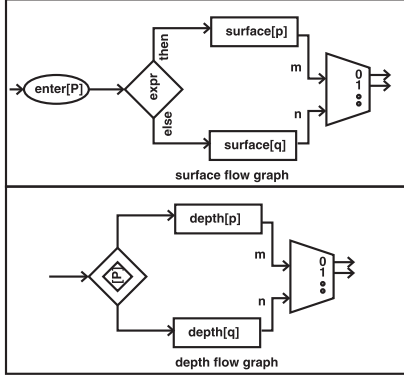 surface[p]
then
m
enter[P]
expr
0
1
else
n
surface[q]
surface flow graph
depth[p]
m
[P]
0
1
n
depth[q]
depth flow graph